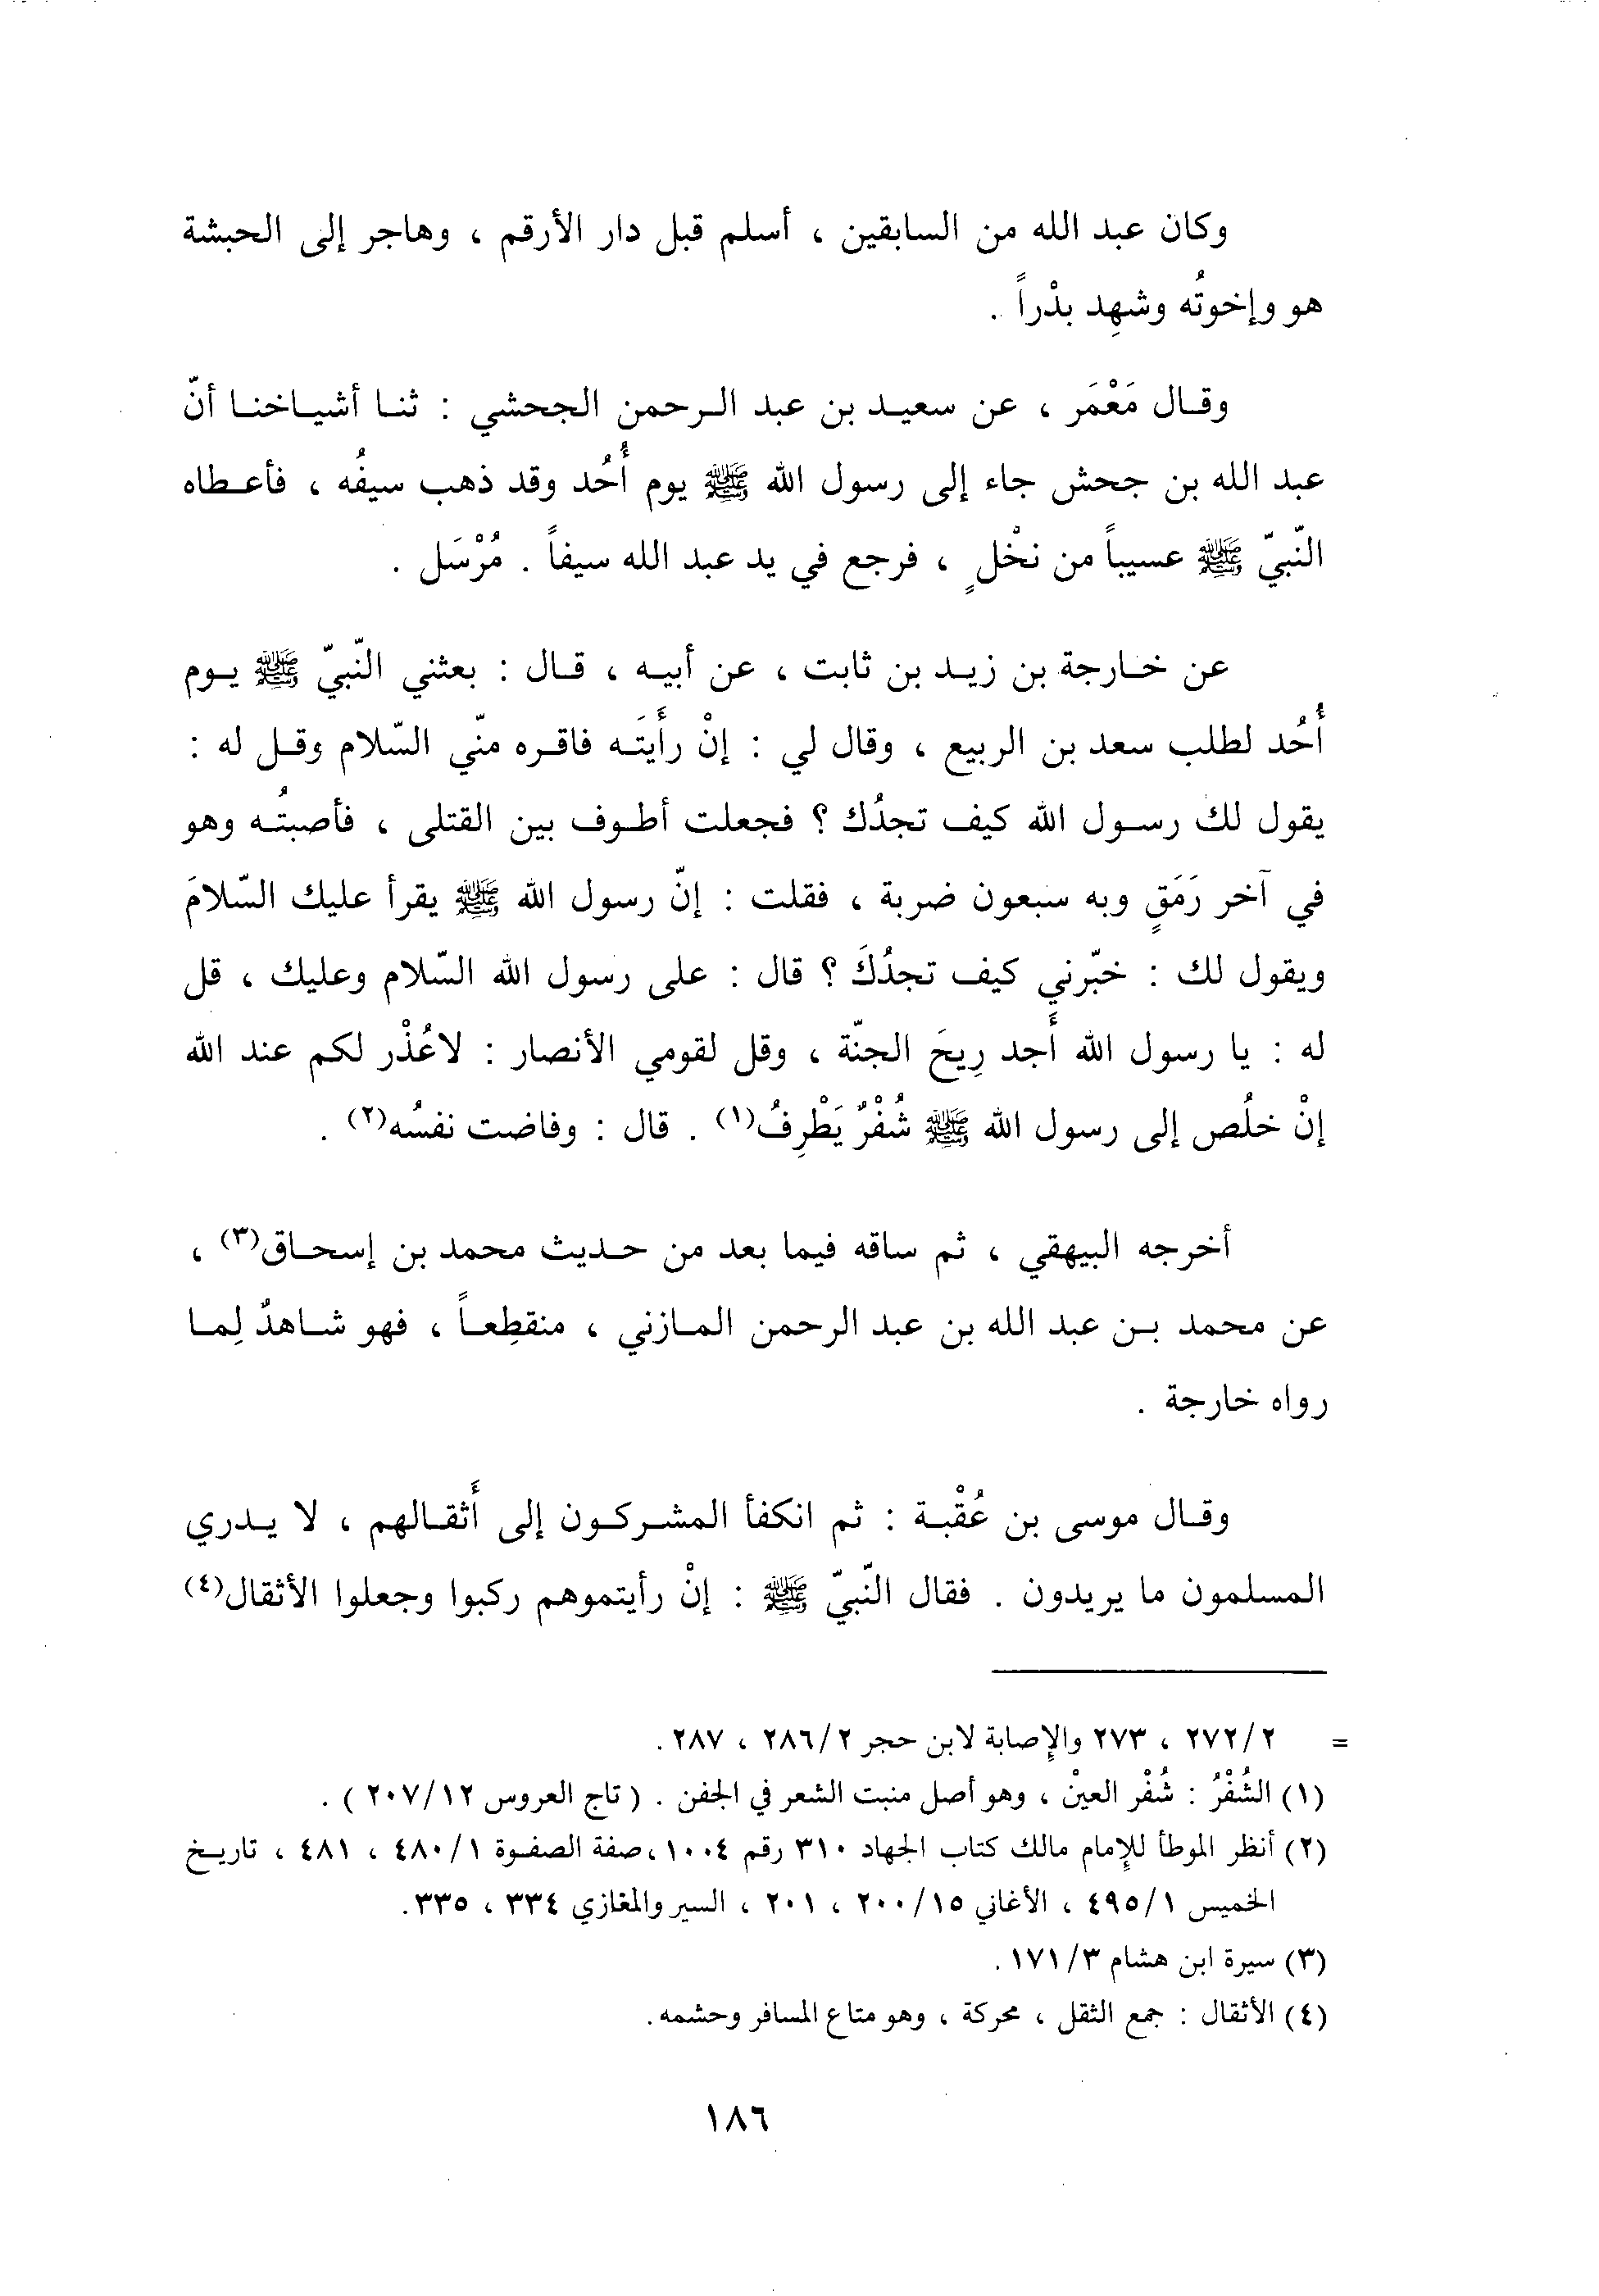 وكان عبد الله من السابقين ، أسلم قبل دار الأرقم ، وهاجر إلى الحبشة
هو وإخوتُه وشهِد بدْراً .
وقال مَعْمَر ، عن سعيد بن عبد الرحمن الجحشي : ثنا أشياخنا أنّ
عبد الله بن جحش جاء إلى رسول الله ﷺ يوم أُحُد وقد ذهب سيفُه ، فأعطاه
النّبيّ ﷺ عسيباً من نخْلٍ ، فرجع في يد عبد الله سيفاً . مُرْسَل .
عن خارجة بن زيد بن ثابت ، عن أبيه ، قال : بعثني النّبيّ ﷺ يوم
أُحُد لطلب سعد بن الربيع ، وقال لي : إنْ رأَيتَه فاقره منّي السّلام وقل له :
يقول لك رسول الله كيف تجدُك ؟ فجعلت أطوف بين القتلى ، فأصبتُه وهو
في آخر رَمَقٍ وبه سبعون ضربة ، فقلت : إنّ رسول الله ﷺ يقرأ عليك السّلامَ
ويقول لك : خبّرني كيف تجدُكَ ؟ قال : على رسول الله السّلام وعليك ، قل
له : يا رسول الله أَجد رِيحَ الجنّة ، وقل لقومي الأنصار : لاعُذْر لكم عند الله
إنْ خلُص إلى رسول الله ﷺ شُفْرٌ يَطْرِفُ(١) . قال : وفاضت نفسُه(٢) .
أخرجه البيهقي ، ثم ساقه فيما بعد من حديث محمد بن إسحاق(٣) ،
عن محمد بن عبد الله بن عبد الرحمن المازني ، منقطِعاً ، فهو شاهدٌ لِما
رواه خارجة .
وقال موسى بن عُقْبة : ثم انكفأ المشركون إلى أَثقالهم ، لا يدري
المسلمون ما يريدون . فقال النّبيّ ﷺ : إنْ رأيتموهم ركبوا وجعلوا الأثقال(٤)
= ٢/ ٢٧٢ ، ٢٧٣ والإصابة لابن حجر ٢/ ٢٨٦ ، ٢٨٧ .
(١) الشُفْرُ : شُفْر العينْ ، وهو أصل منبت الشعر في الجفن . ( تاج العروس ١٢/ ٢٠٧ ) .
(٢) أنظر الموطأ للإمام مالك كتاب الجهاد ٣١٠ رقم ١٠٠٤ ،صفة الصفوة ١/ ٤٨٠ ، ٤٨١ ، تاريخ
الخميس ١/ ٤٩٥ ، الأغاني ١٥/ ٢٠٠ ، ٢٠١ ، السير والمغازي ٣٣٤ ، ٣٣٥ .
(٣) سيرة ابن هشام ٣/ ١٧١ .
(٤) الأثقال : جمع الثقل ، محركة ، وهو متاع المسافر وحشمه .
١٨٦